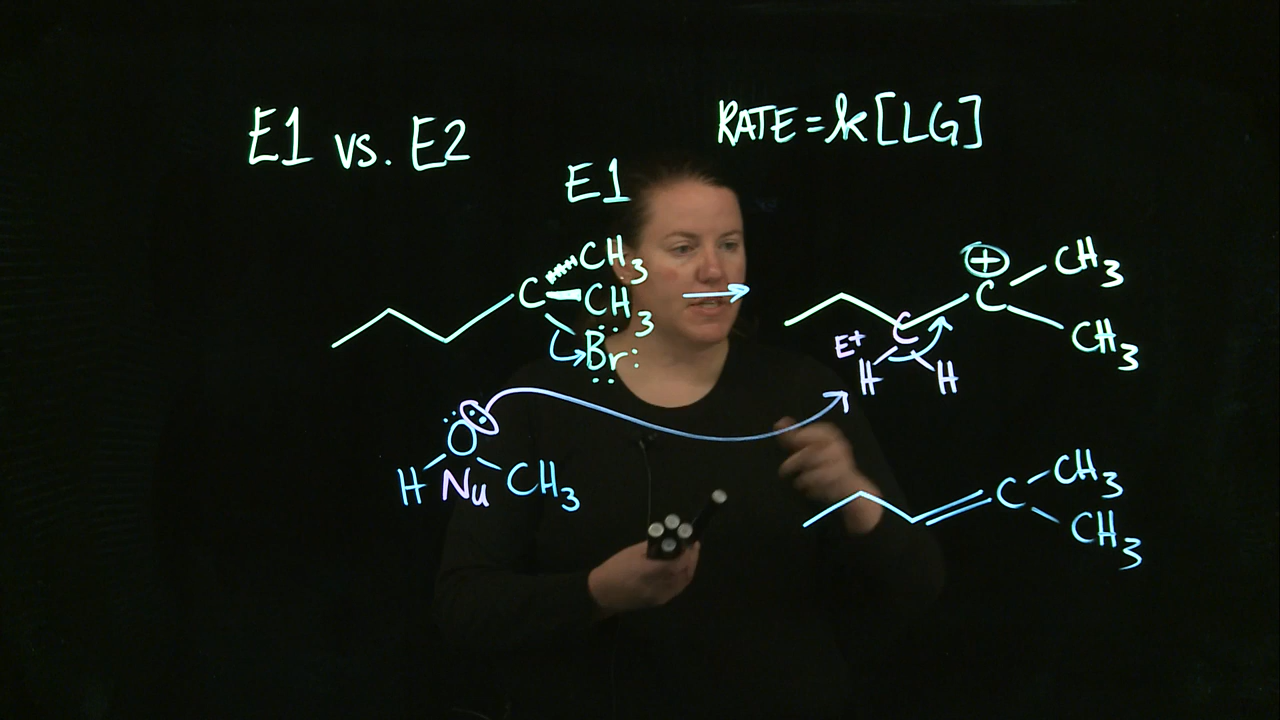 E1 vs. E2
RATE = k[LG]
E1
C CH3
CH3
Br
C+ CH3
CH3
C
E+
H H
O
H Nu CH3
C CH3
CH3